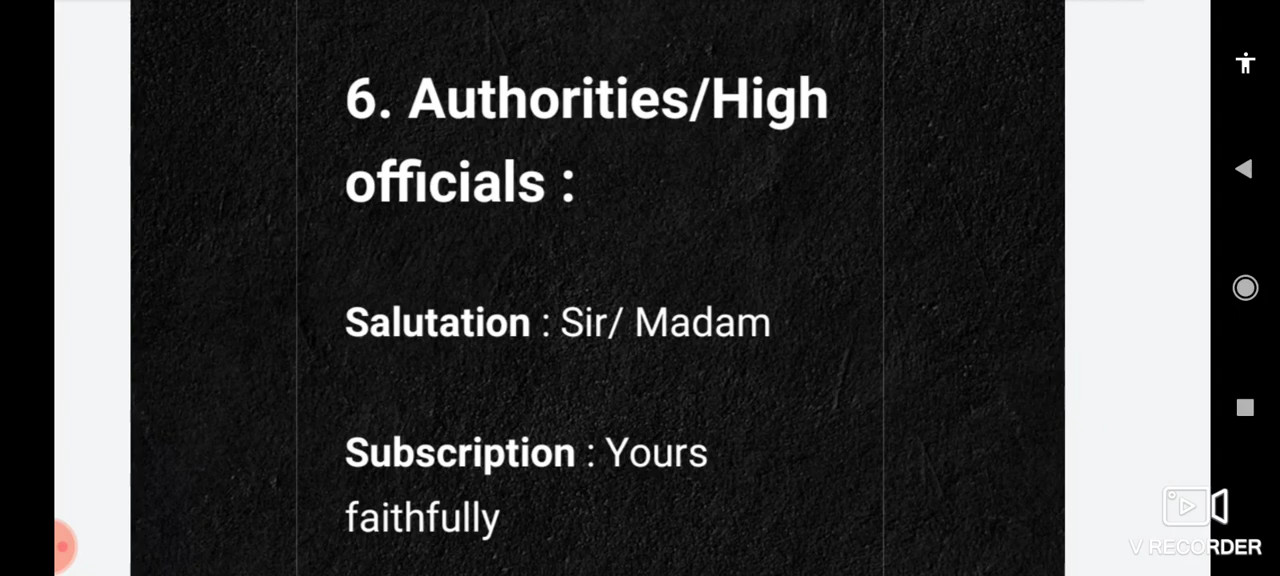 6. Authorities/High
officials :
Salutation : Sir/ Madam
Subscription : Yours
faithfully
V RECORDER